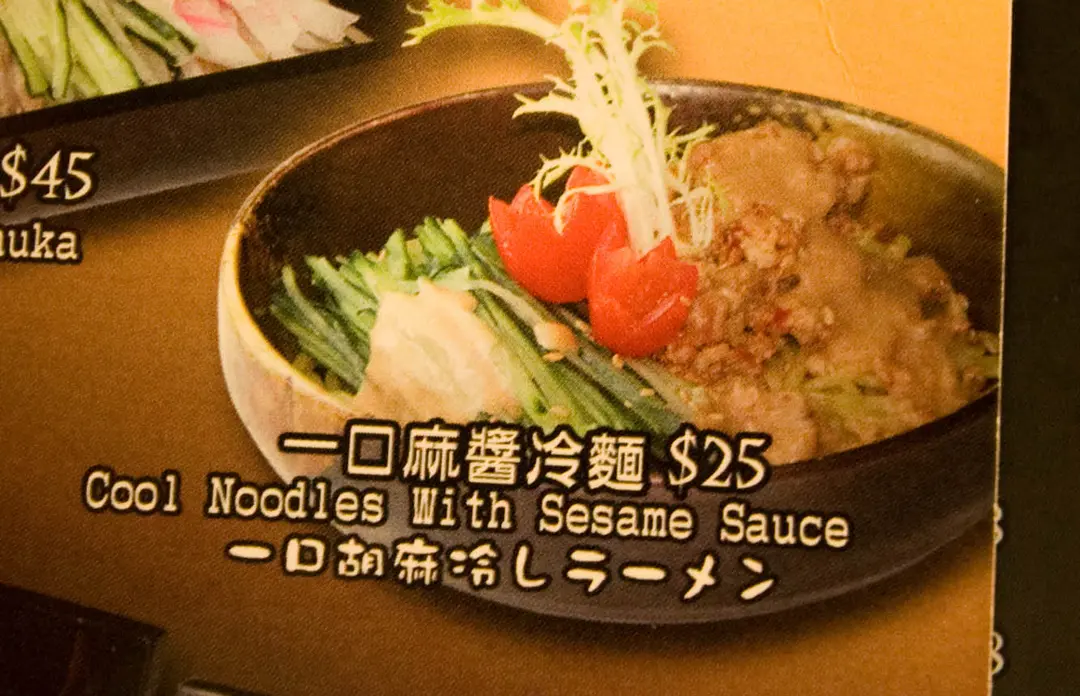 $45
一口麻醬冷麵 $25
Cool Noodles With Sesame Sauce
一口胡麻冷しラーメン